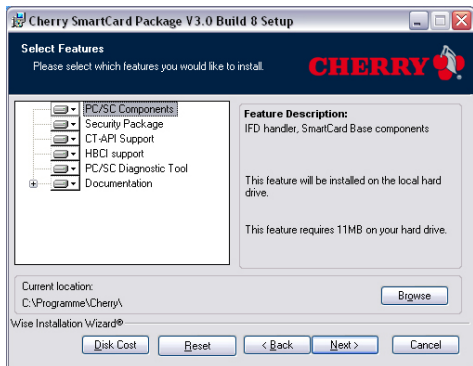 Cherry SmartCard Package V3.0 Build 8 Setup
Select Features
Please select which features you would like to install.
CHERRY
PC/SC Components
Security Package
CT-API Support
HBCI support
PC/SC Diagnostic Tool
Documentation
Feature Description:
IFD handler, SmartCard Base components
This feature will be installed on the local hard
drive.
This feature requires 11MB on your hard drive.
Current location:
C:\Programme\Cherry\
Browse
Wise Installation Wizard®
Disk Cost Reset < Back Next > Cancel